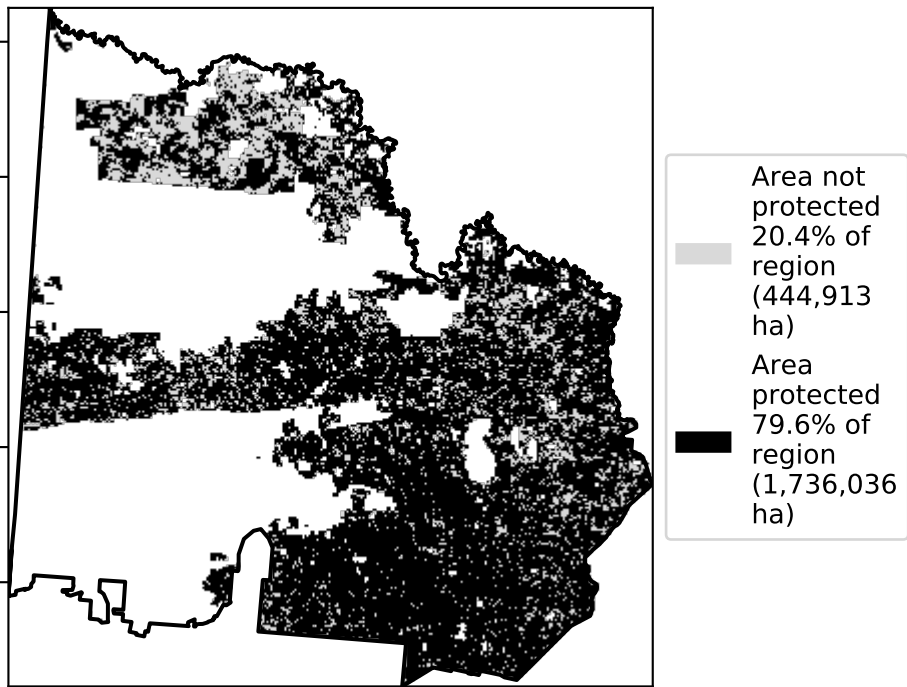 Area not
protected
20.4% of
region
(444,913
ha)
Area
protected
79.6% of
region
(1,736,036
ha)